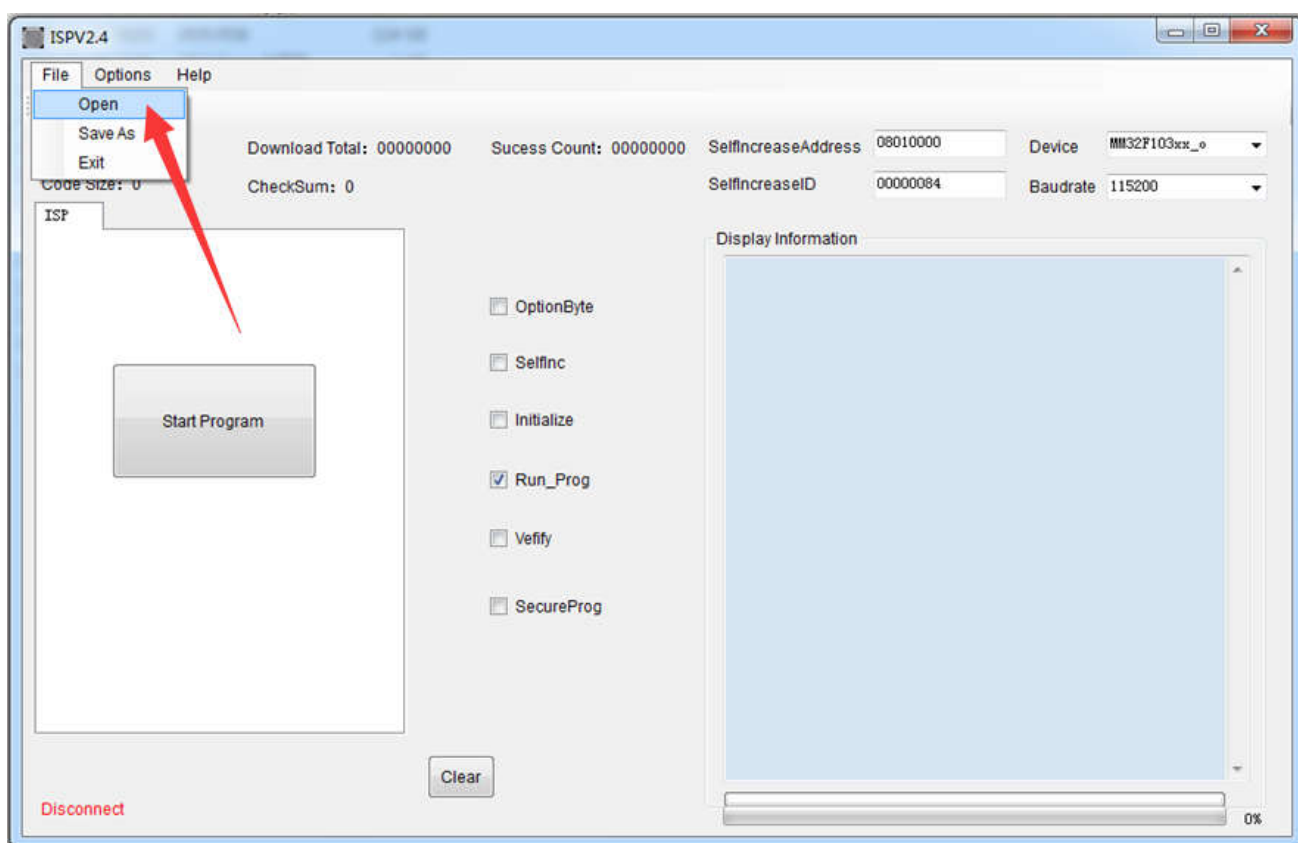 ISPV2.4
File Options Help
Open
Save As
Exit
Download Total: 00000000 Sucess Count: 00000000 SelfIncreaseAddress 08010000 Device MM32F103xx_o
Code Size: 0 CheckSum: 0 SelfIncreaseID 00000084 Baudrate 115200
ISP
Display Information
OptionByte
SelfInc
Start Program
Initialize
Run_Prog
Vefify
SecureProg
Clear
Disconnect
0%